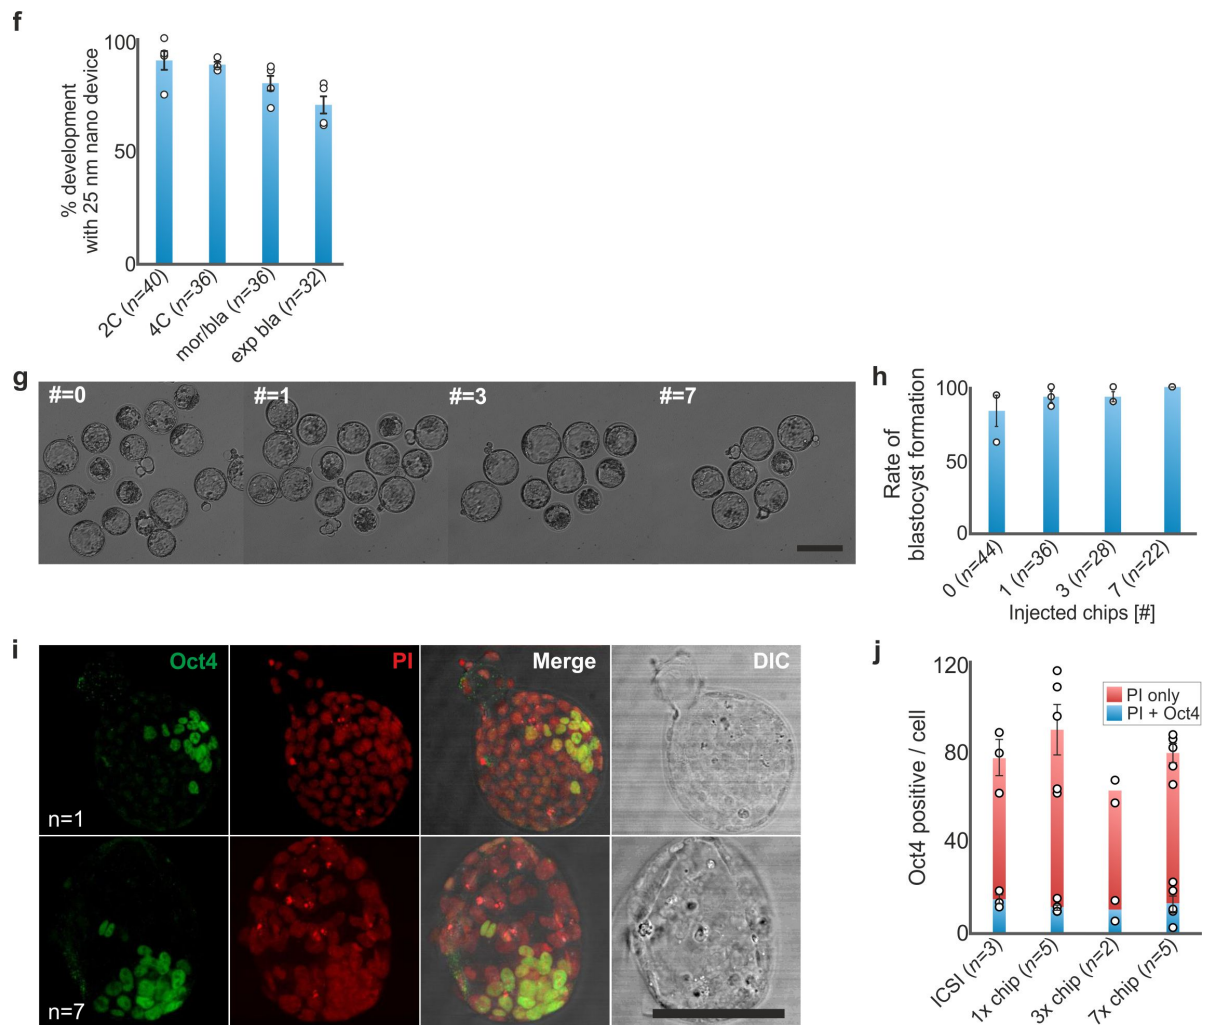 f
% development
with 25 nm nano device
100
50
0
2C (n=40)
4C (n=36)
mor/bla (n=36)
exp bla (n=32)
g
#=0
#=1
#=3
#=7
h
Rate of
blastocyst formation
100
50
0
0 (n=44)
1 (n=36)
3 (n=28)
7 (n=22)
Injected chips [#]
i
Oct4
PI
Merge
DIC
n=1
n=7
j
Oct4 positive / cell
120
80
40
0
PI only
PI + Oct4
ICSI (n=3)
1x chip (n=5)
3x chip (n=2)
7x chip (n=5)